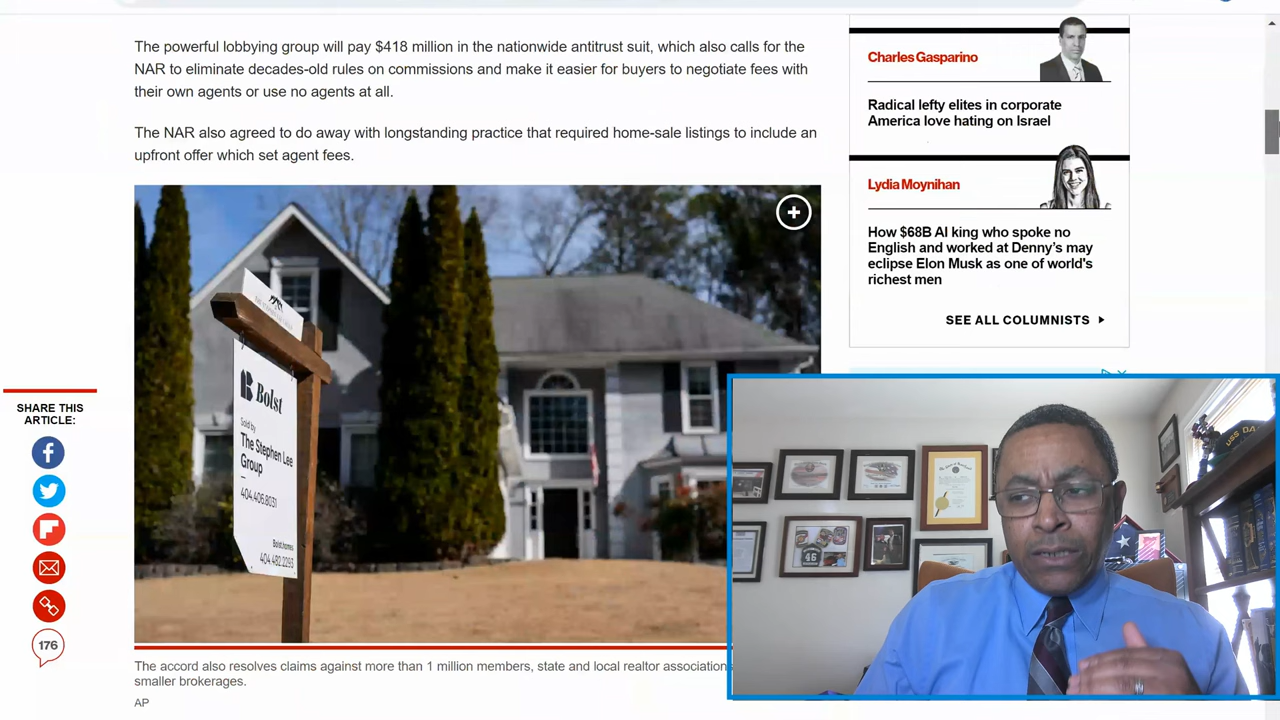 The powerful lobbying group will pay $418 million in the nationwide antitrust suit, which also calls for the
NAR to eliminate decades-old rules on commissions and make it easier for buyers to negotiate fees with
their own agents or use no agents at all.
The NAR also agreed to do away with longstanding practice that required home-sale listings to include an
upfront offer which set agent fees.
Bolst
Sold by
The Stephen Lee
Group
404.406.8031
Bolst.homes
404.482.2293
SHARE THIS
ARTICLE:
176
The accord also resolves claims against more than 1 million members, state and local realtor association
smaller brokerages.
AP
Charles Gasparino
Radical lefty elites in corporate
America love hating on Israel
Lydia Moynihan
How $68B AI king who spoke no
English and worked at Denny's may
eclipse Elon Musk as one of world's
richest men
SEE ALL COLUMNISTS
46